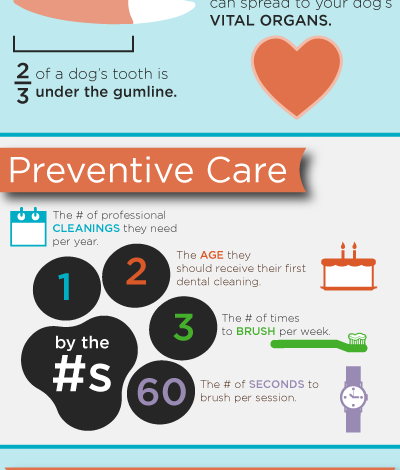 can spread to your dog's
VITAL ORGANS.
2/3 of a dog's tooth is
under the gumline.
Preventive Care
The # of professional
CLEANINGS they need
per year.
1
The AGE they
should receive their first
dental cleaning.
2
The # of times
to BRUSH per week.
3
by the
#s
60
The # of SECONDS to
brush per session.